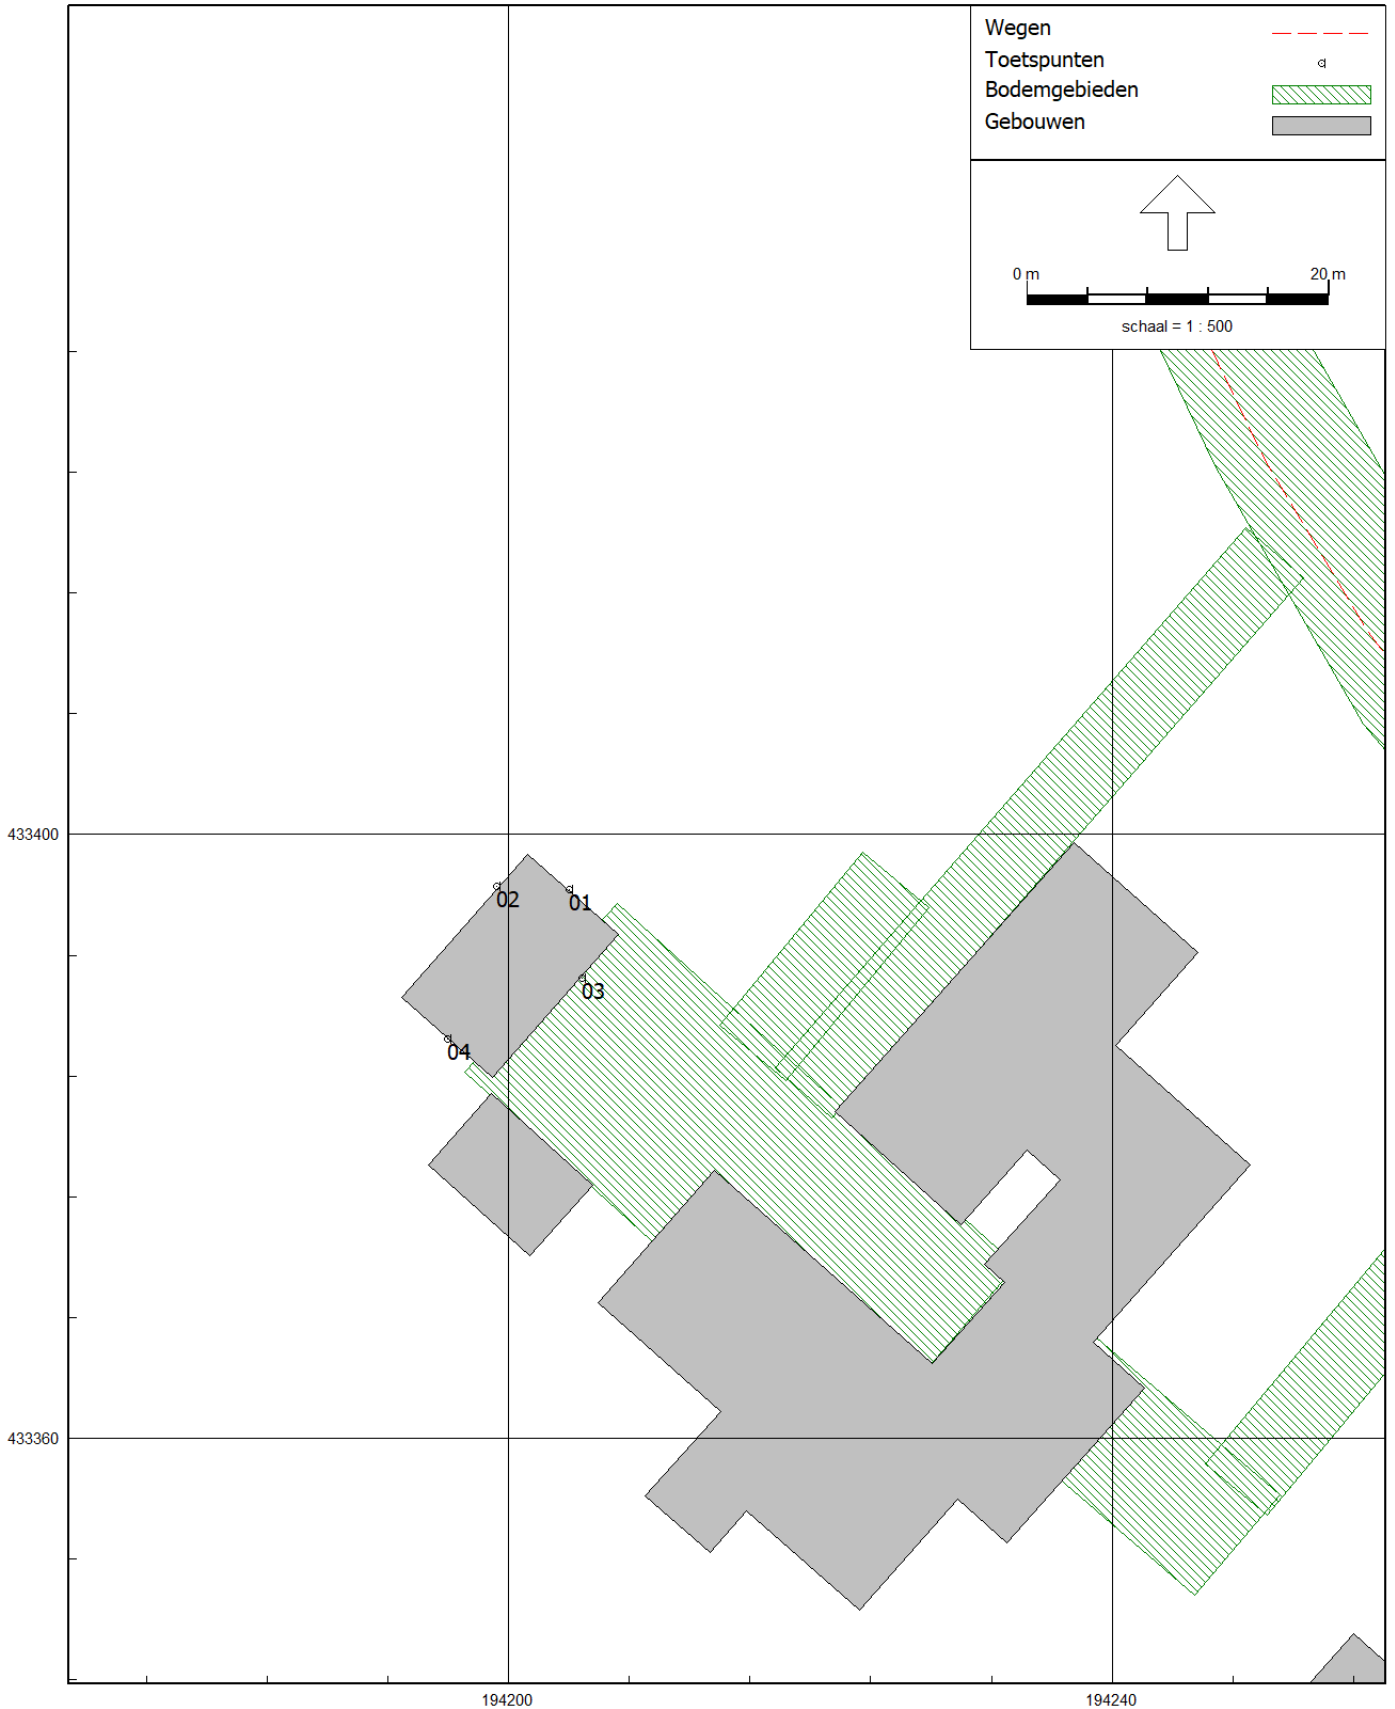 Wegen
Toetspunten
Bodemgebieden
Gebouwen
0 m 20 m
schaal = 1 : 500
433400
02 01
03
04
433360
194200 194240